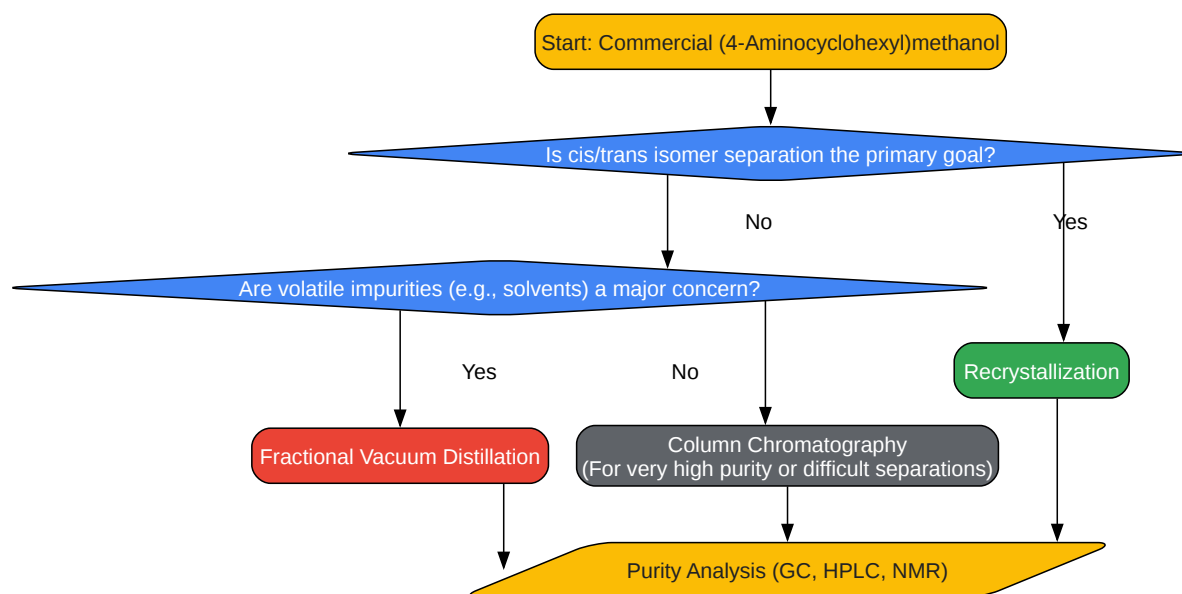 Start: Commercial (4-Aminocyclohexyl)methanol
Is cis/trans isomer separation the primary goal?
No
Yes
Are volatile impurities (e.g., solvents) a major concern?
Yes
No
Recrystallization
Fractional Vacuum Distillation
Column Chromatography
(For very high purity or difficult separations)
Purity Analysis (GC, HPLC, NMR)